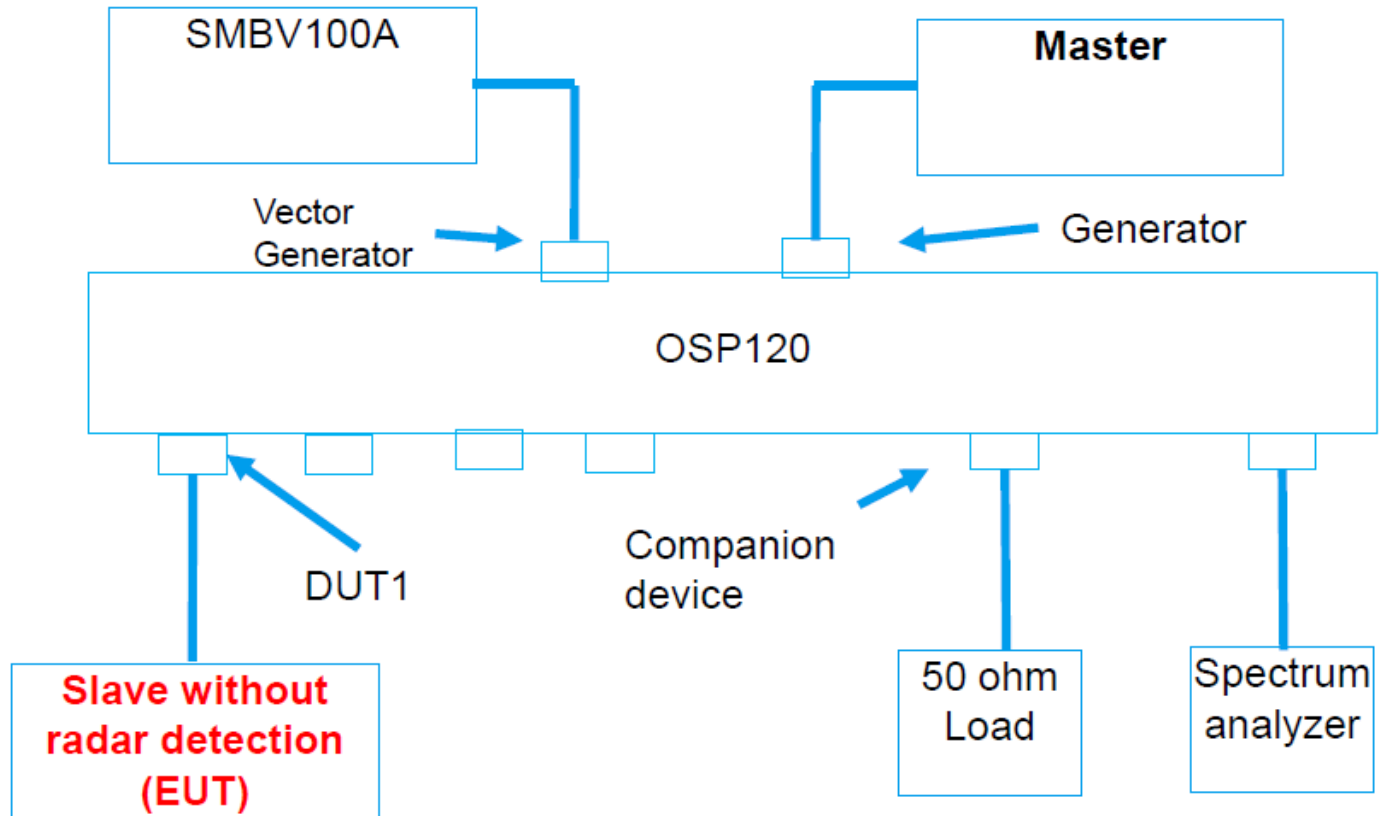 SMBV100A
Master
Vector
Generator
Generator
OSP120
DUT1
Companion
device
Slave without
radar detection
(EUT)
50 ohm
Load
Spectrum
analyzer